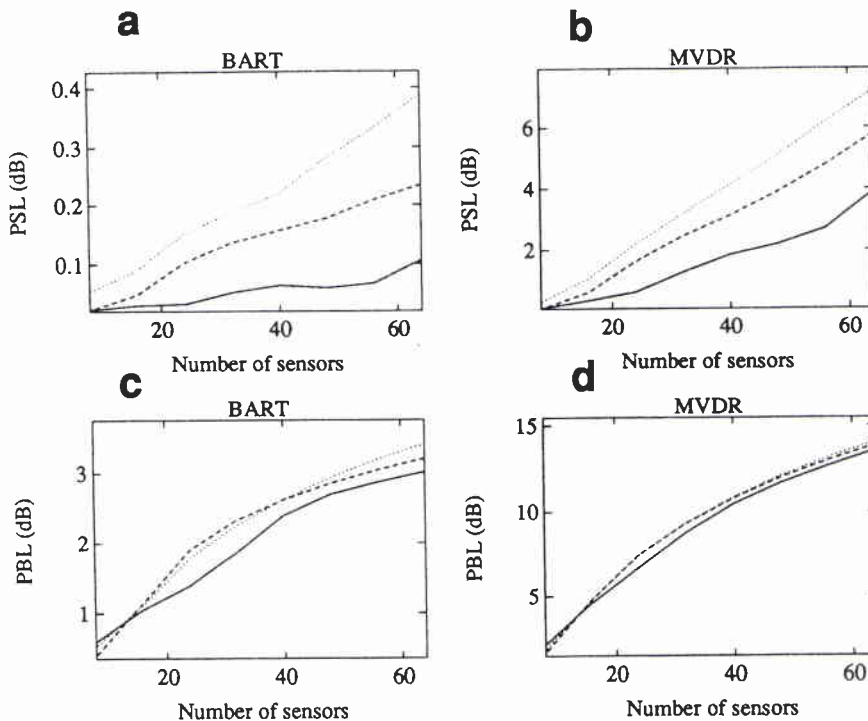 a
BART
PSL (dB)
0.4
0.3
0.2
0.1
20
40
60
Number of sensors
b
MVDR
PSL (dB)
6
4
2
20
40
60
Number of sensors
c
BART
PBL (dB)
3
2
1
20
40
60
Number of sensors
d
MVDR
PBL (dB)
15
10
5
20
40
60
Number of sensors